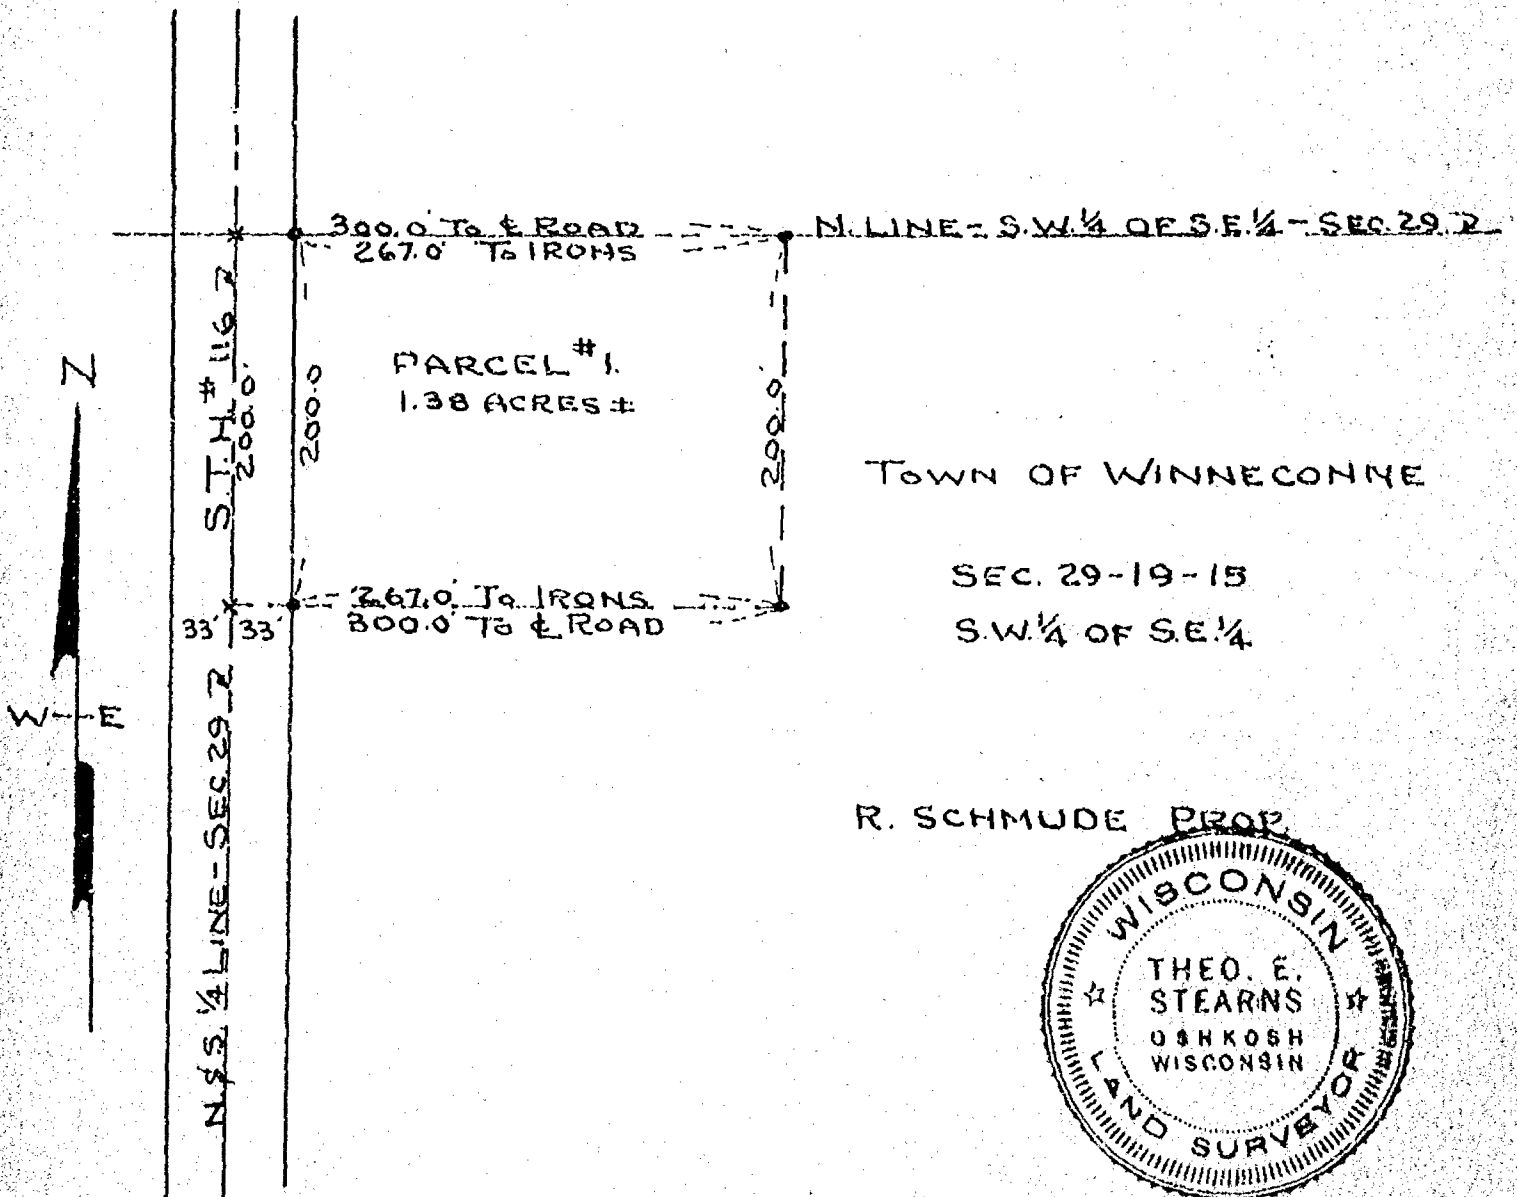 300.0' To ℄ ROAD
267.0' To IRONS
N. LINE - S.W.¼ OF S.E.¼ - SEC. 29
PARCEL #1.
1.38 ACRES ±
S.T.H. #116
200.0'
200.0
200.0
N
W E
TOWN OF WINNECONNE
SEC. 29-19-15
S.W.¼ OF S.E.¼
267.0' To IRONS
300.0' To ℄ ROAD
33' 33'
N. & S. ¼ LINE - SEC. 29
R. SCHMUDE PROP.
WISCONSIN
THEO. E.
STEARNS
OSHKOSH
WISCONSIN
LAND SURVEYOR